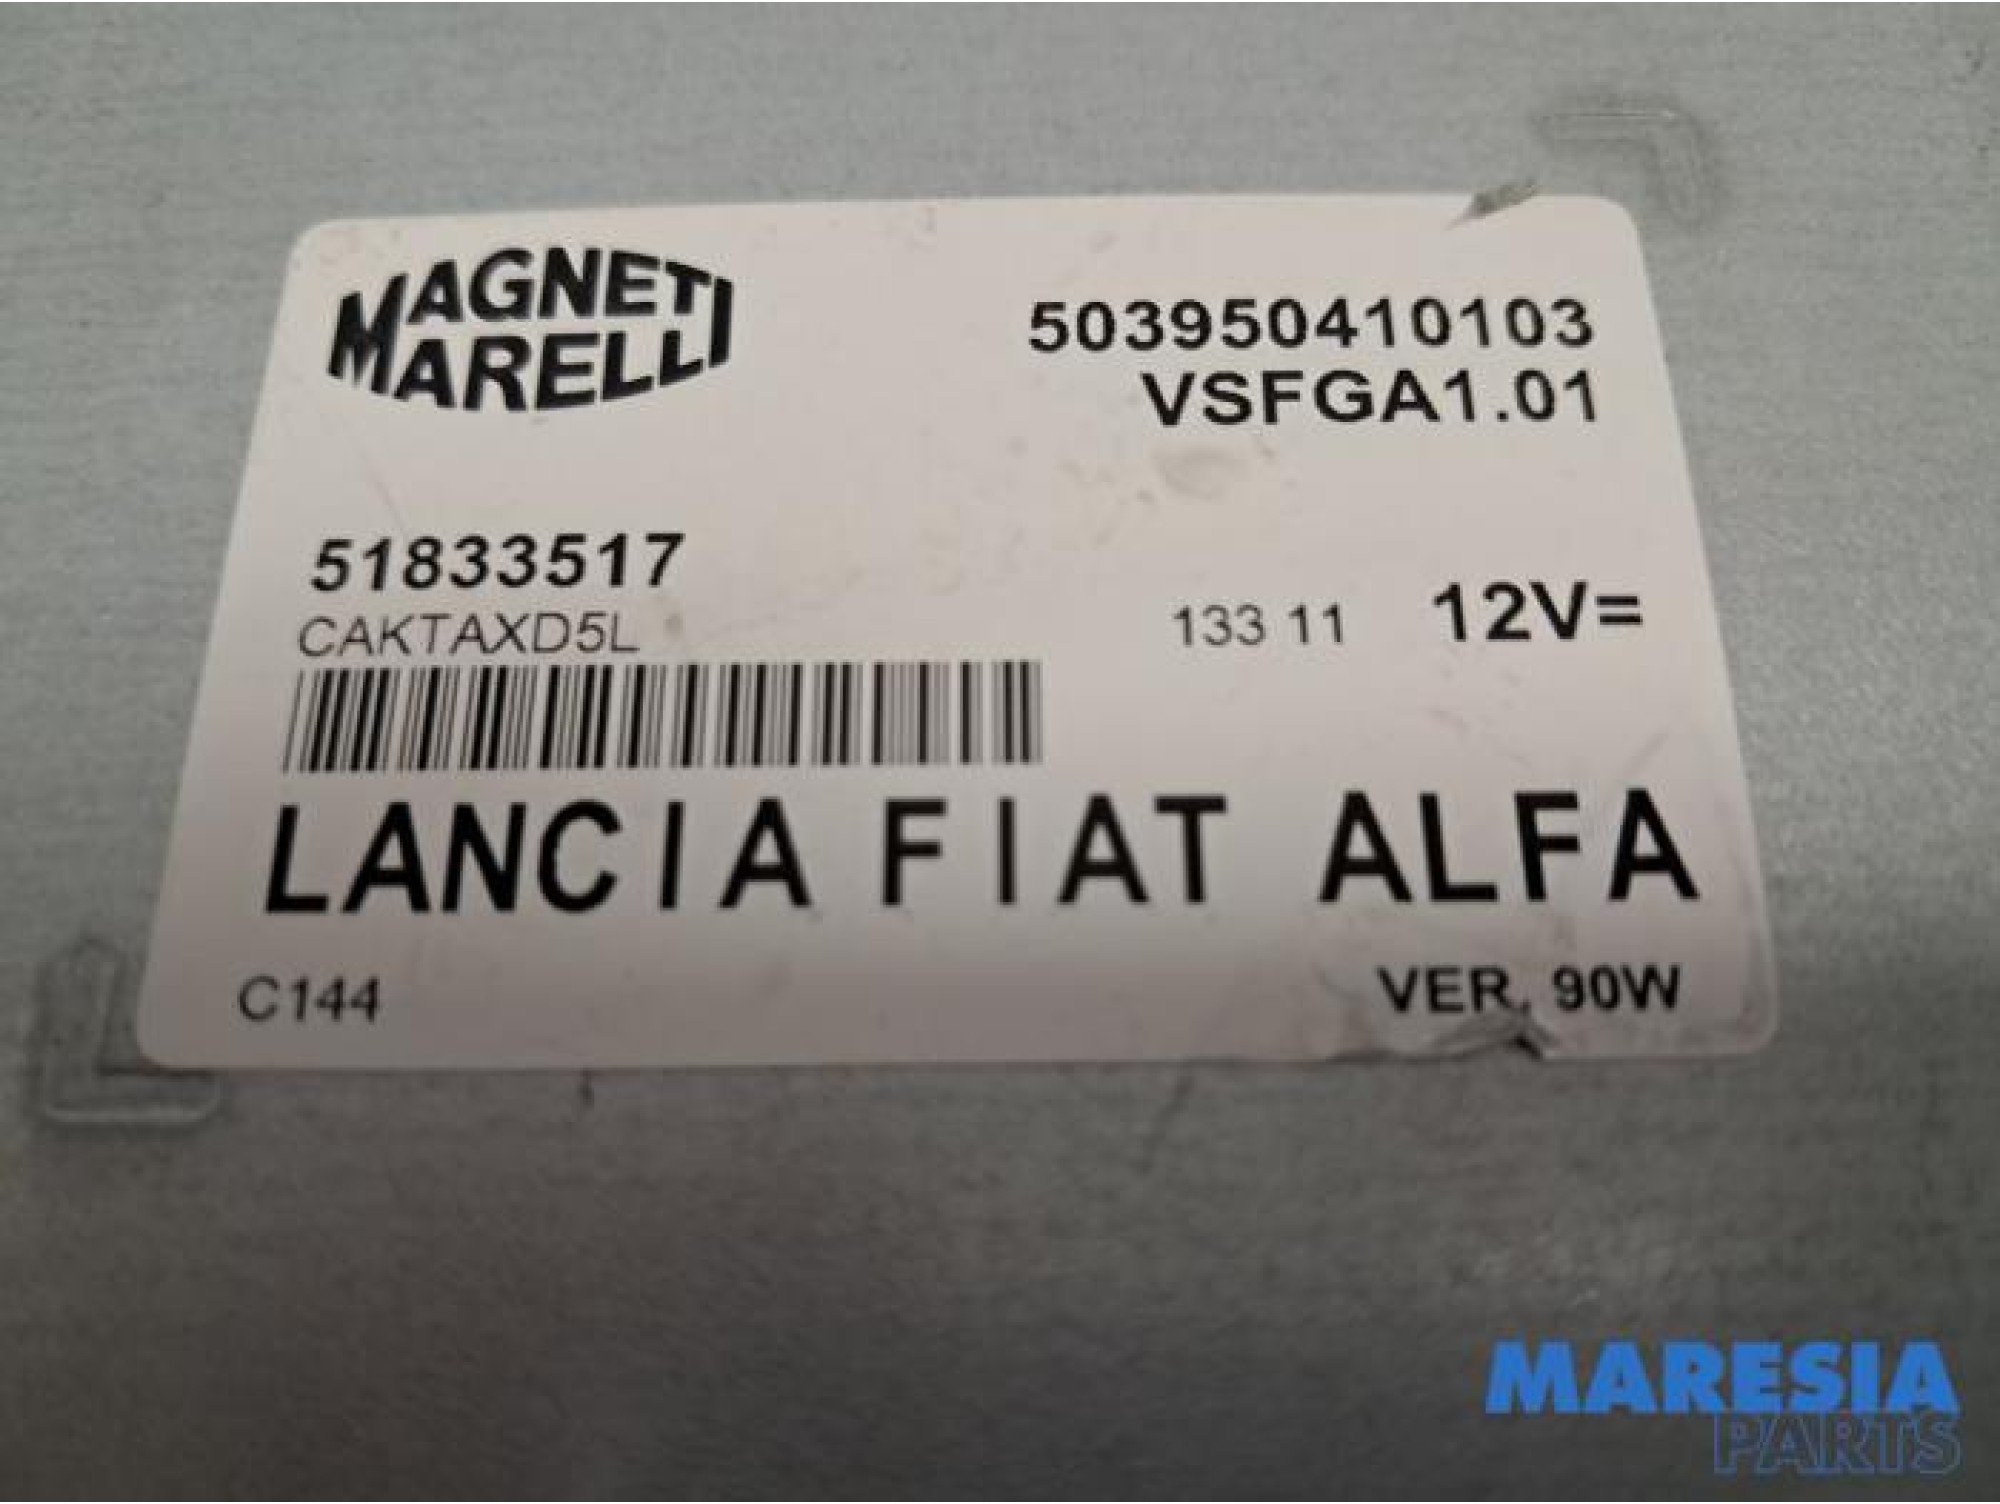 MAGNETI
MARELLI
503950410103
VSFGA1.01
51833517
CAKTAXD5L
133 11 12V=
LANCIA FIAT ALFA
C144 VER. 90W
MARESIA
PARTS